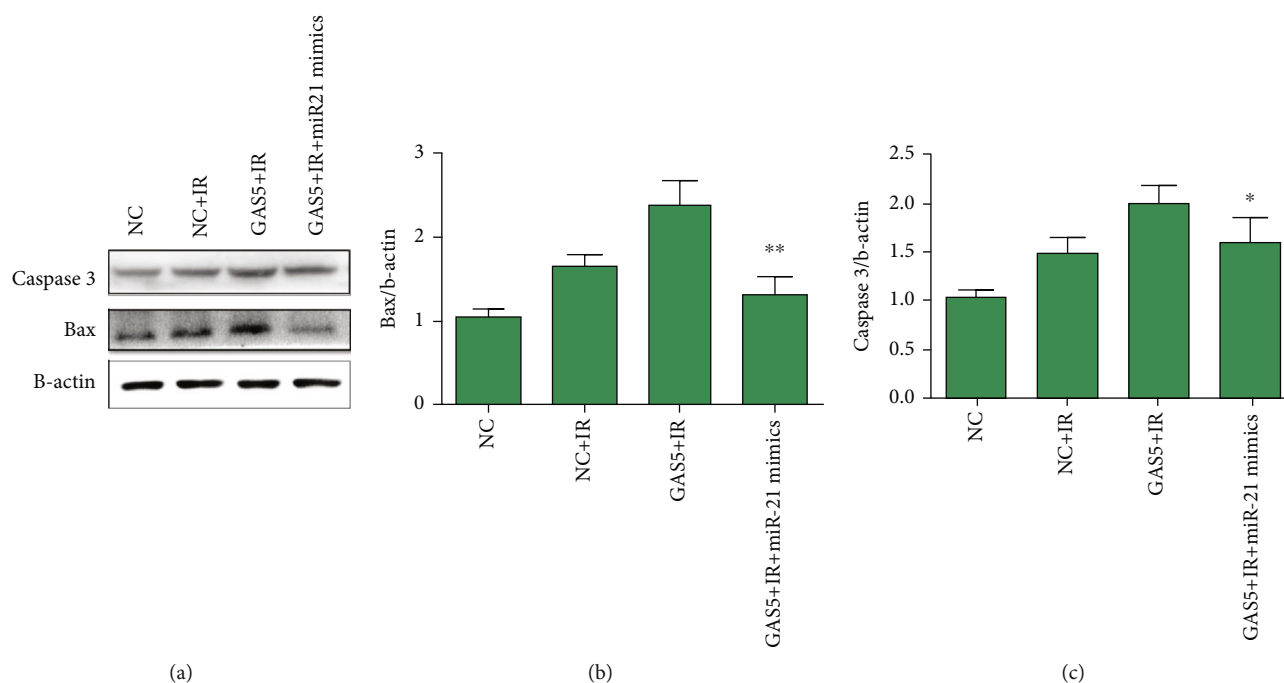 NC
NC+IR
GAS5+IR
GAS5+IR+miR21 mimics
Caspase 3
Bax
B-actin
(a)
Bax/b-actin
3
2
1
0
**
NC
NC+IR
GAS5+IR
GAS5+IR+miR-21 mimics
(b)
Caspase 3/b-actin
2.5
2.0
1.5
1.0
0.5
0.0
*
NC
NC+IR
GAS5+IR
GAS5+IR+miR-21 mimics
(c)